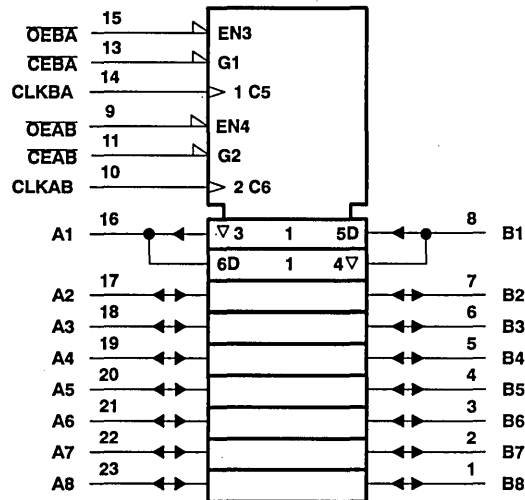 15
OEBA EN3
13
CEBA G1
14
CLKBA 1 C5
9
OEAB EN4
11
CEAB G2
10
CLKAB 2 C6
16 8
A1 ▽ 3 1 5D B1
6D 1 4 ▽
17 7
A2 B2
18 6
A3 B3
19 5
A4 B4
20 4
A5 B5
21 3
A6 B6
22 2
A7 B7
23 1
A8 B8